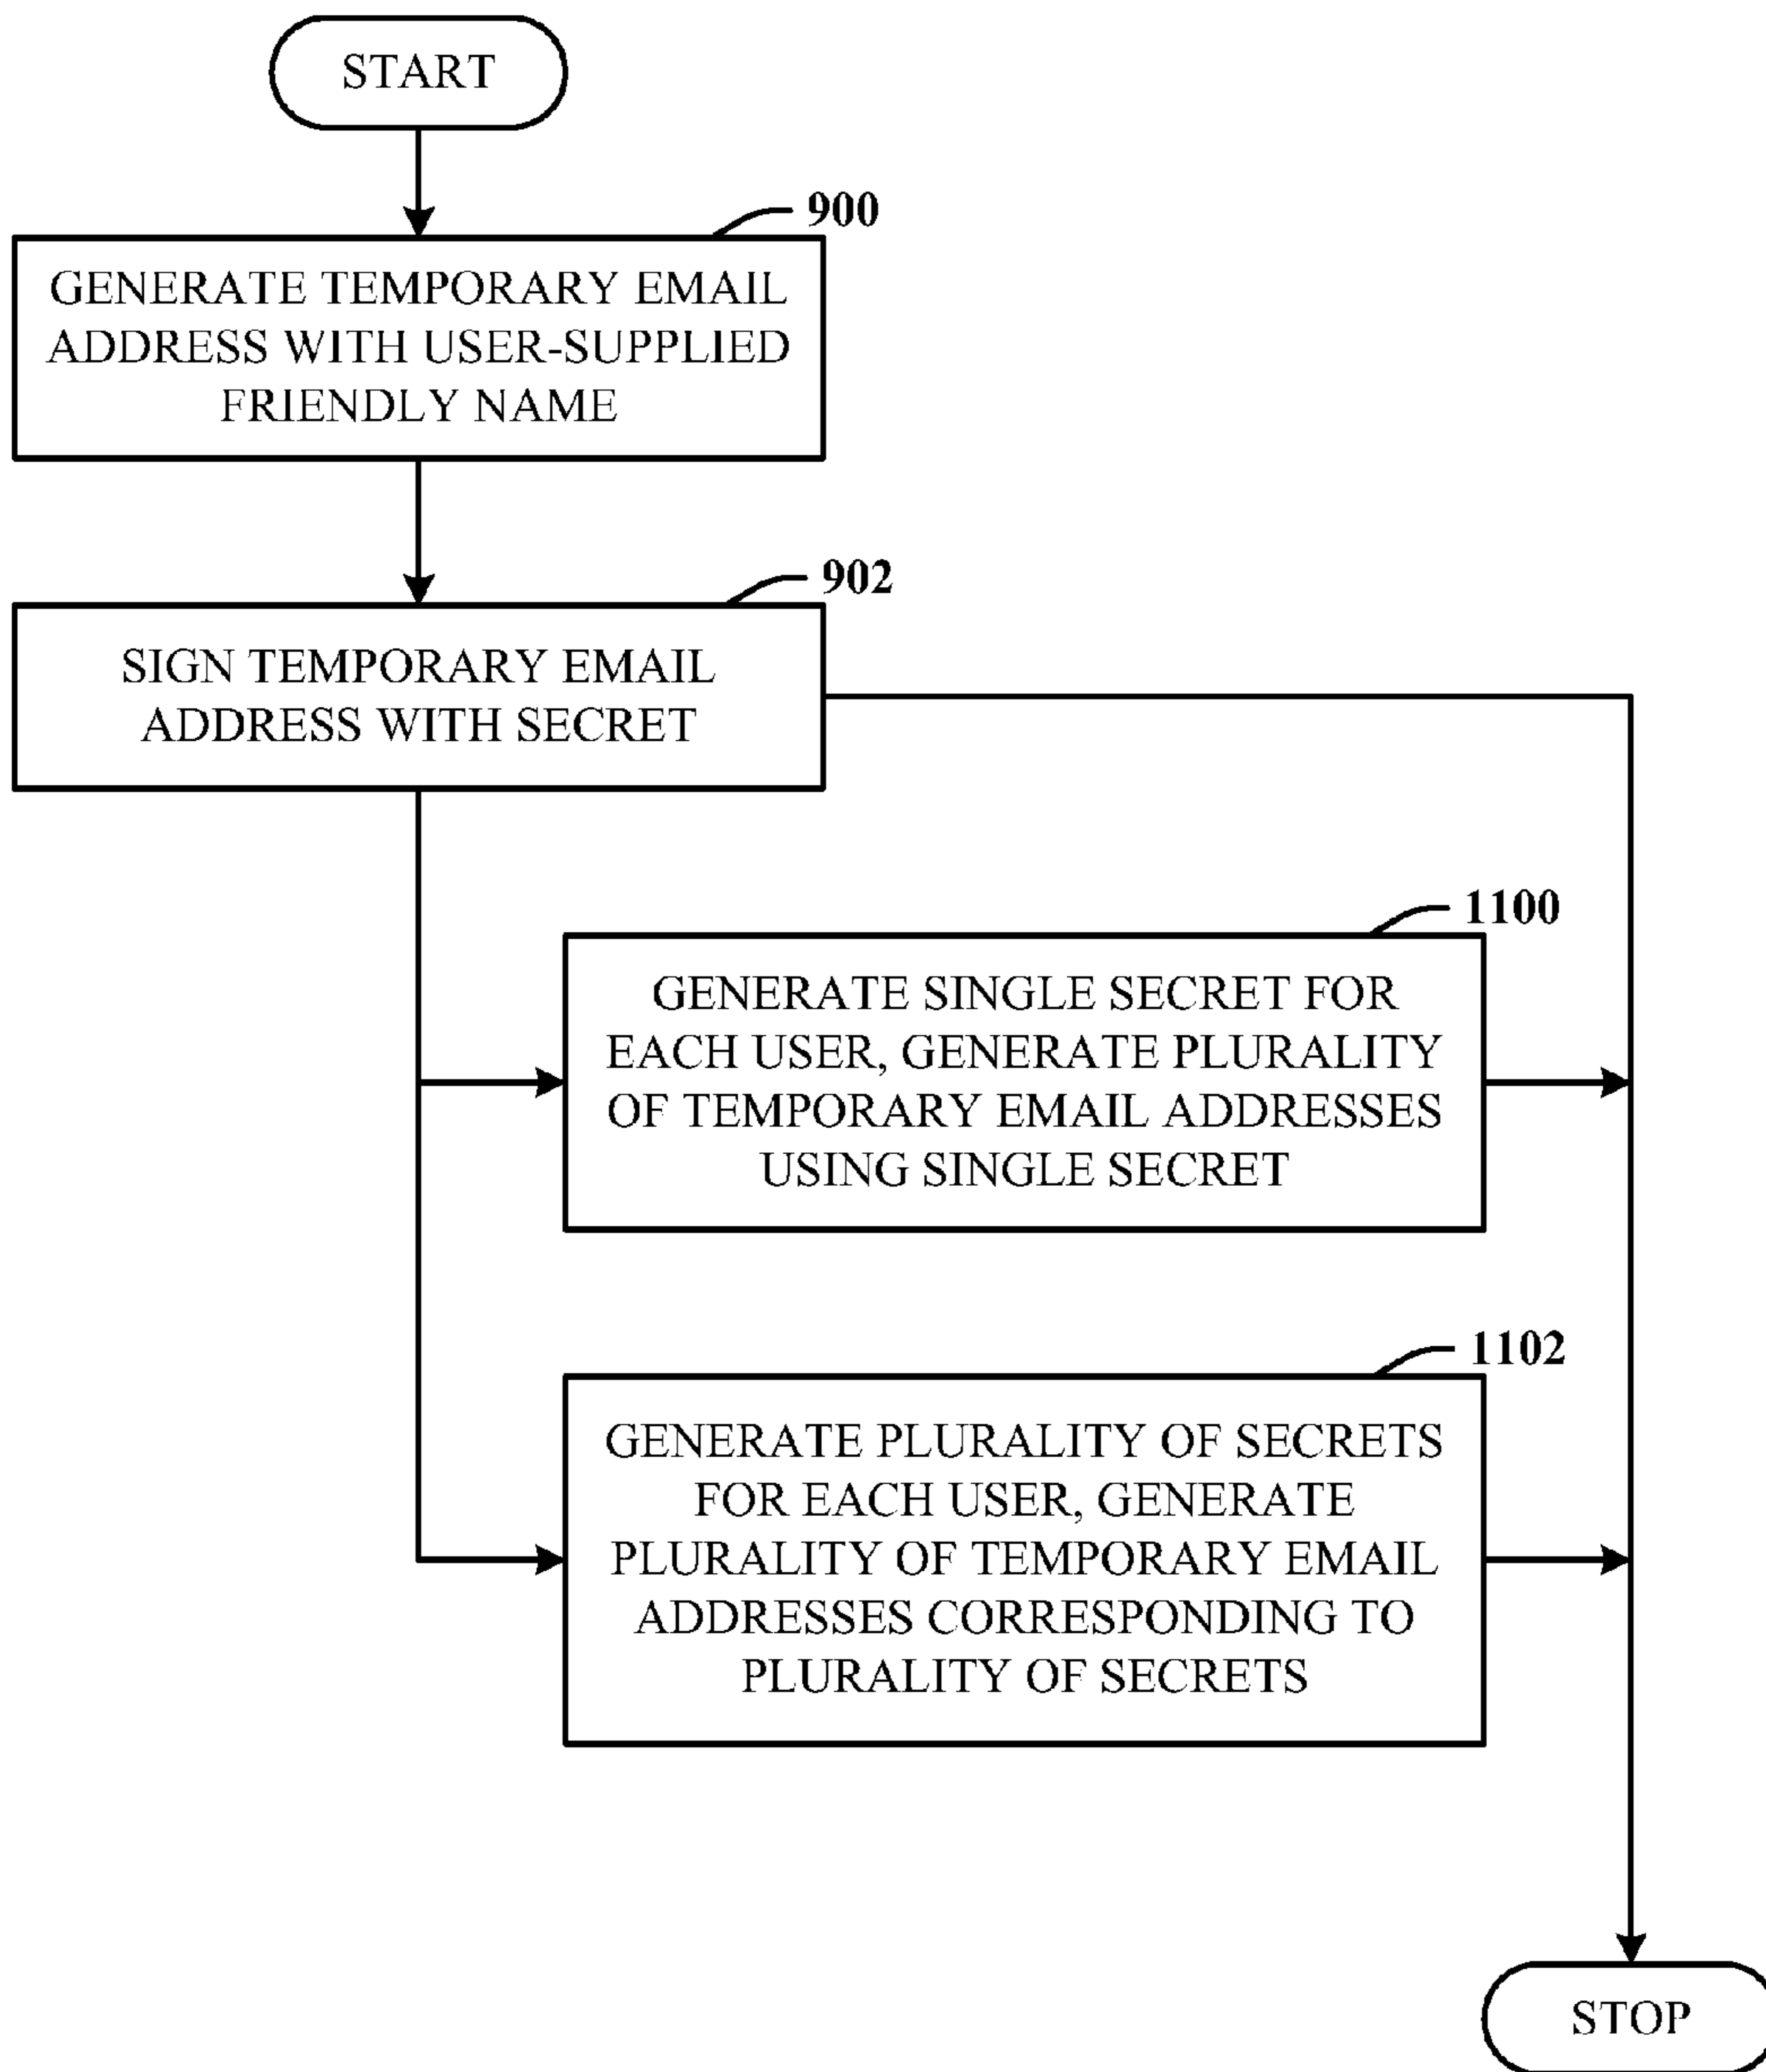 START
900
GENERATE TEMPORARY EMAIL
ADDRESS WITH USER-SUPPLIED
FRIENDLY NAME
902
SIGN TEMPORARY EMAIL
ADDRESS WITH SECRET
1100
GENERATE SINGLE SECRET FOR
EACH USER, GENERATE PLURALITY
OF TEMPORARY EMAIL ADDRESSES
USING SINGLE SECRET
1102
GENERATE PLURALITY OF SECRETS
FOR EACH USER, GENERATE
PLURALITY OF TEMPORARY EMAIL
ADDRESSES CORRESPONDING TO
PLURALITY OF SECRETS
STOP